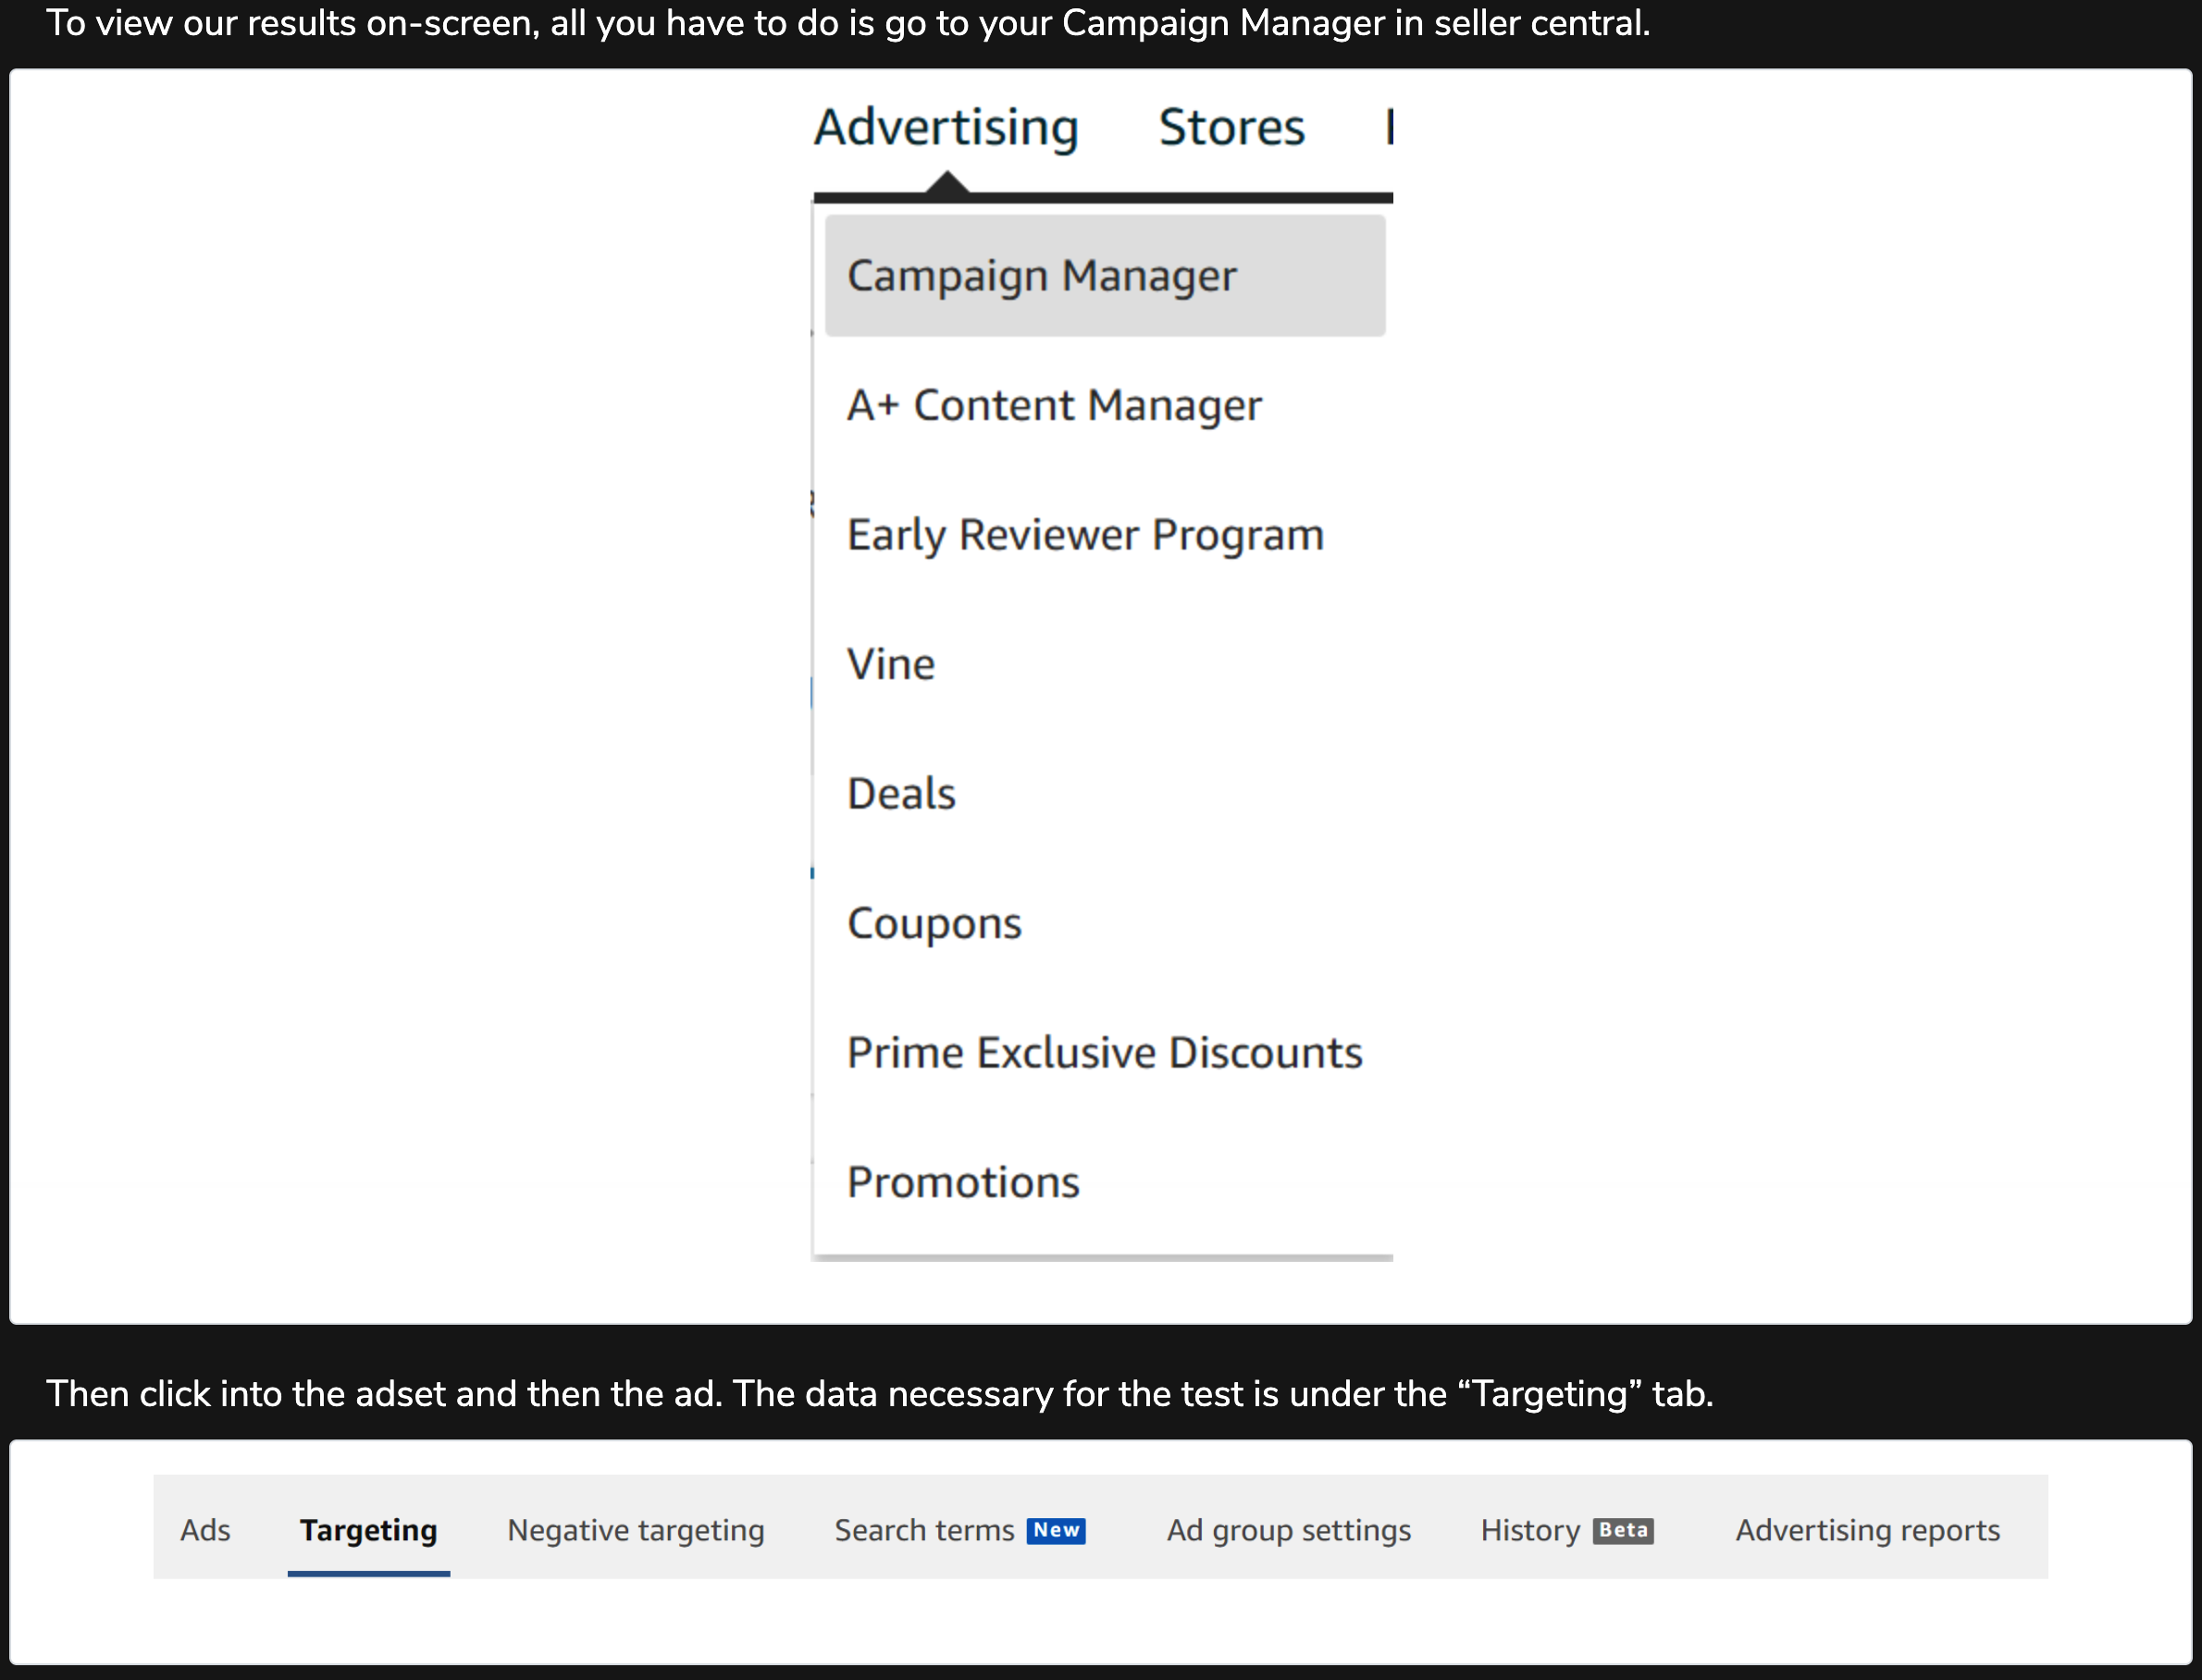 To view our results on-screen, all you have to do is go to your Campaign Manager in seller central.
Advertising Stores
Campaign Manager
A+ Content Manager
Early Reviewer Program
Vine
Deals
Coupons
Prime Exclusive Discounts
Promotions
Then click into the adset and then the ad. The data necessary for the test is under the “Targeting” tab.
Ads Targeting Negative targeting Search terms New Ad group settings History Beta Advertising reports